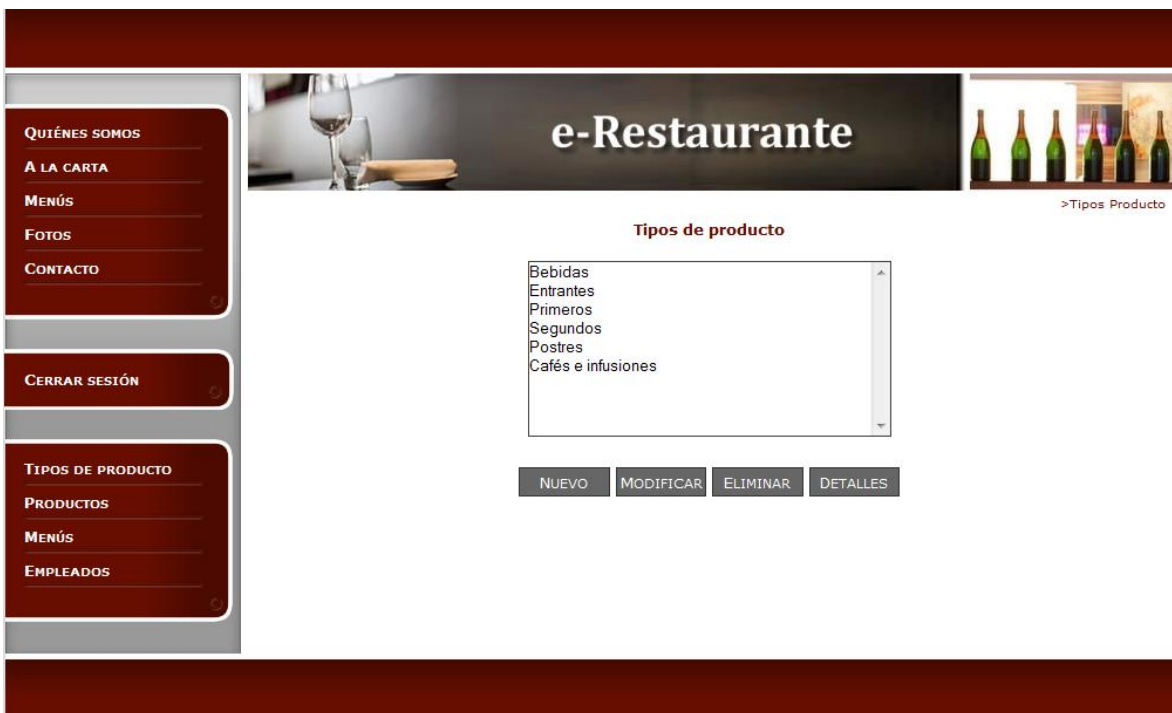 e-Restaurante
>Tipos Producto
QUIÉNES SOMOS
A LA CARTA
MENÚS
FOTOS
CONTACTO
CERRAR SESIÓN
TIPOS DE PRODUCTO
PRODUCTOS
MENÚS
EMPLEADOS
Tipos de producto
Bebidas
Entrantes
Primeros
Segundos
Postres
Cafés e infusiones
NUEVO MODIFICAR ELIMINAR DETALLES